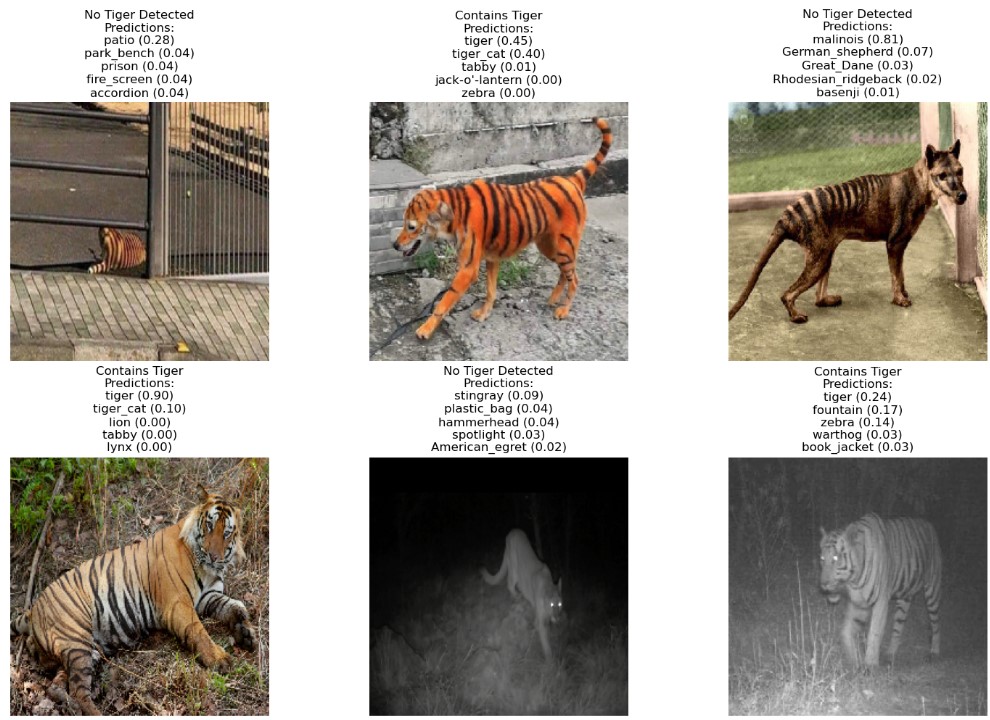 No Tiger Detected
Predictions:
patio (0.28)
park_bench (0.04)
prison (0.04)
fire_screen (0.04)
accordion (0.04)
Contains Tiger
Predictions:
tiger (0.45)
tiger_cat (0.40)
tabby (0.01)
jack-o'-lantern (0.00)
zebra (0.00)
No Tiger Detected
Predictions:
malinois (0.81)
German_shepherd (0.07)
Great_Dane (0.03)
Rhodesian_ridgeback (0.02)
basenji (0.01)
Contains Tiger
Predictions:
tiger (0.90)
tiger_cat (0.10)
lion (0.00)
tabby (0.00)
lynx (0.00)
No Tiger Detected
Predictions:
stingray (0.09)
plastic_bag (0.04)
hammerhead (0.04)
spotlight (0.03)
American_egret (0.02)
Contains Tiger
Predictions:
tiger (0.24)
fountain (0.17)
zebra (0.14)
warthog (0.03)
book_jacket (0.03)